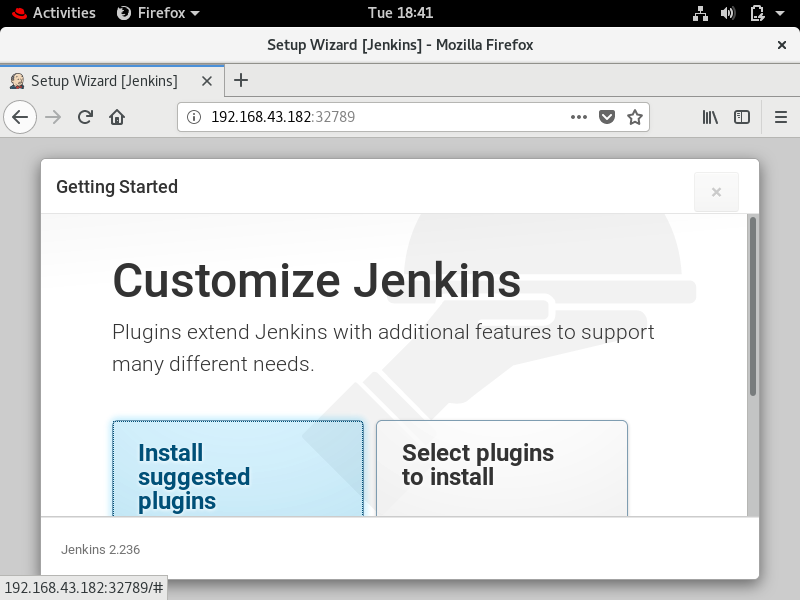 Activities Firefox Tue 18:41
Setup Wizard [Jenkins] - Mozilla Firefox
Setup Wizard [Jenkins]
192.168.43.182:32789
Getting Started
Customize Jenkins
Plugins extend Jenkins with additional features to support
many different needs.
Install
suggested
plugins
Select plugins
to install
Jenkins 2.236
192.168.43.182:32789/#